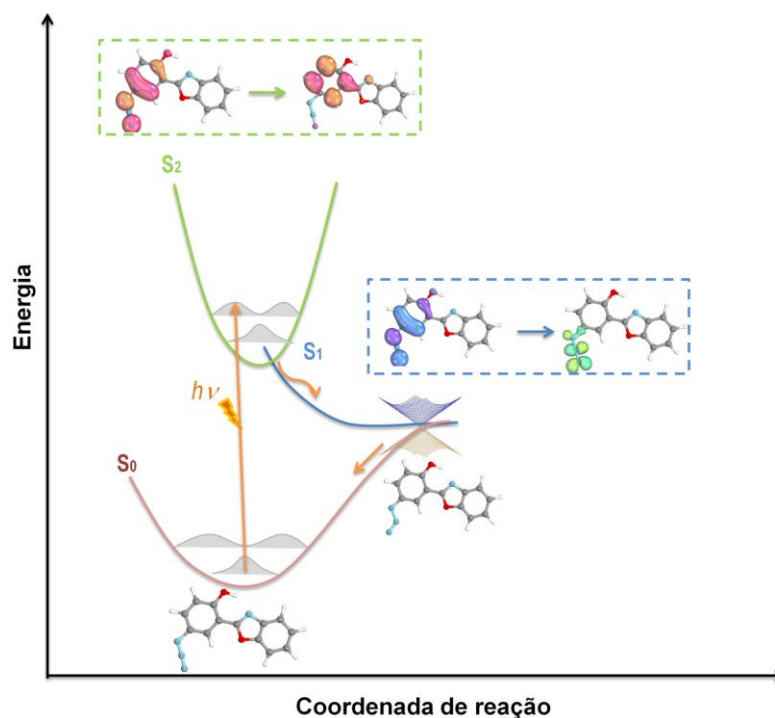 S₂
Energia
S₁
hν
S₀
Coordenada de reação